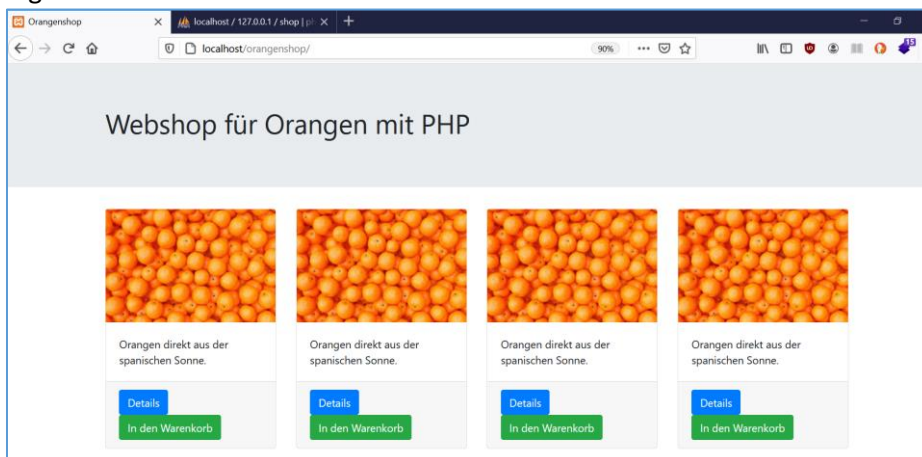 Orangenshop
localhost / 127.0.0.1 / shop |
localhost/orangenshop/
90%
15
Webshop für Orangen mit PHP
Orangen direkt aus der
spanischen Sonne.
Details
In den Warenkorb
Orangen direkt aus der
spanischen Sonne.
Details
In den Warenkorb
Orangen direkt aus der
spanischen Sonne.
Details
In den Warenkorb
Orangen direkt aus der
spanischen Sonne.
Details
In den Warenkorb